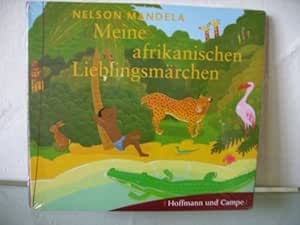 NELSON MANDELA
Meine
afrikanischen
Lieblingsmärchen
Hoffmann und Campe